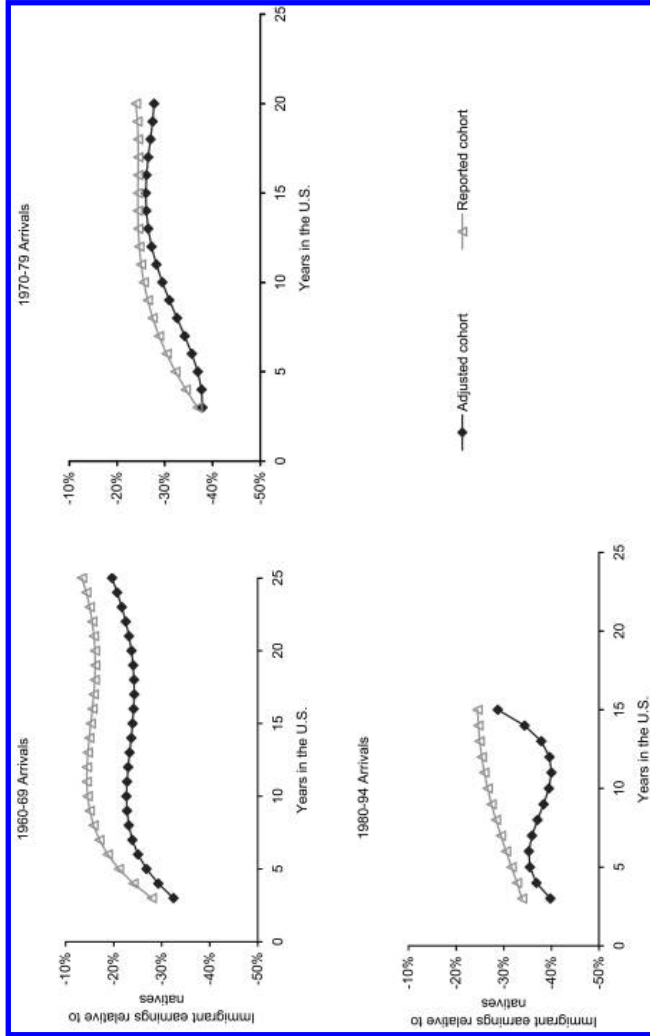 1960-69 Arrivals
Immigrant earnings relative to
natives
-10%
-20%
-30%
-40%
-50%
0
5
10
15
20
25
Years in the U.S.
1970-79 Arrivals
-10%
-20%
-30%
-40%
-50%
0
5
10
15
20
25
Years in the U.S.
1980-94 Arrivals
Immigrant earnings relative to
natives
-10%
-20%
-30%
-40%
-50%
0
5
10
15
20
25
Years in the U.S.
Adjusted cohort
Reported cohort